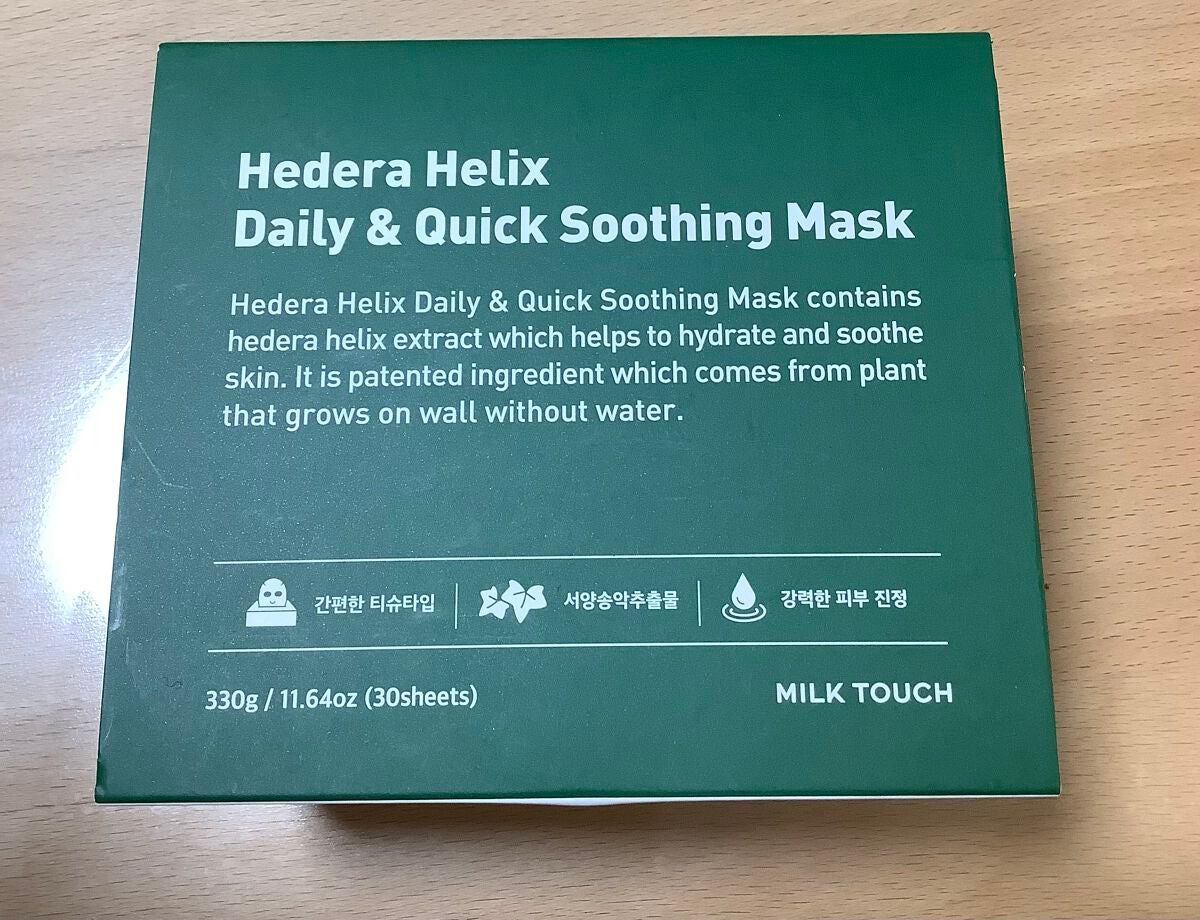 Hedera Helix
Daily & Quick Soothing Mask
Hedera Helix Daily & Quick Soothing Mask contains
hedera helix extract which helps to hydrate and soothe
skin. It is patented ingredient which comes from plant
that grows on wall without water.
간편한 티슈타입
서양송악추출물
강력한 피부 진정
330g / 11.64oz (30sheets)
MILK TOUCH